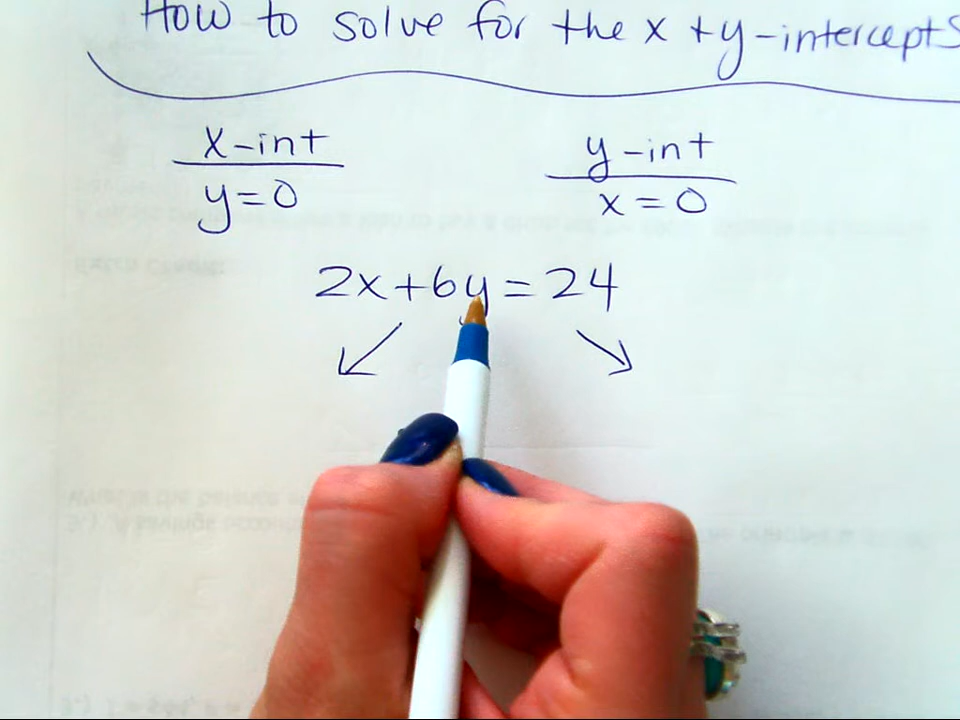 How to solve for the x + y-intercepts
x-int
y=0
y-int
x=0
2x+6y=24